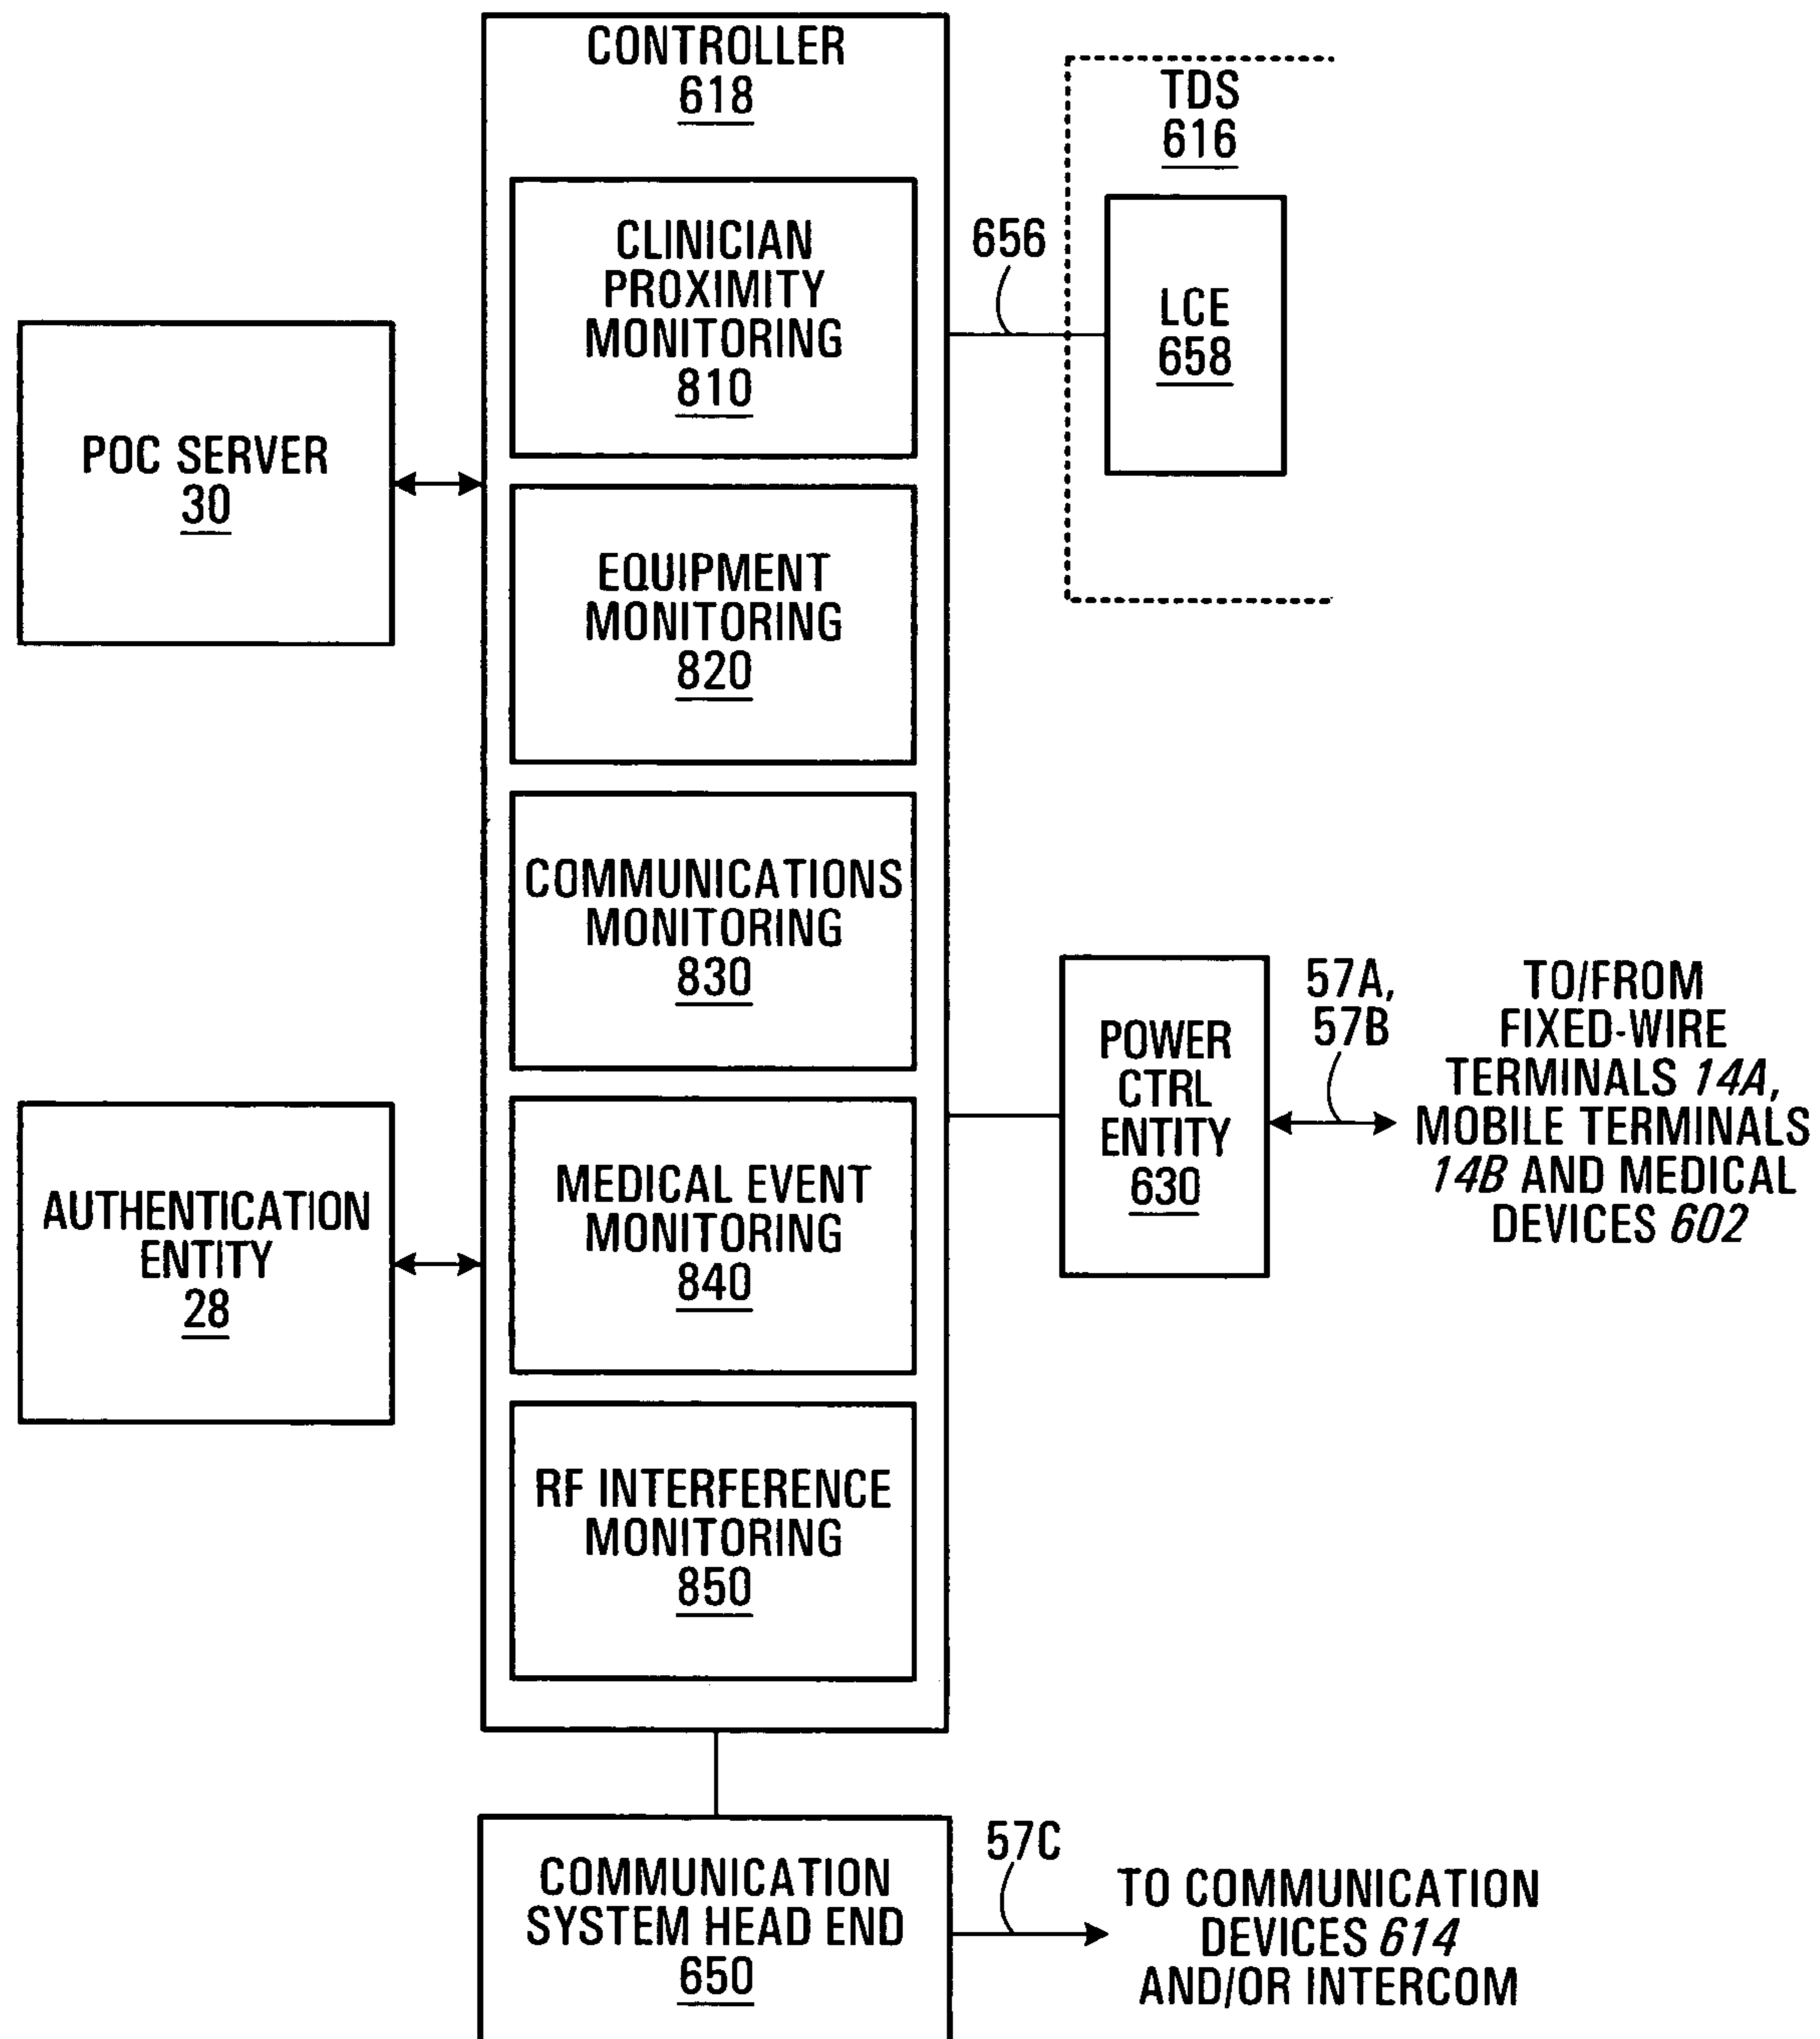 CONTROLLER
618
CLINICIAN
PROXIMITY
MONITORING
810
EQUIPMENT
MONITORING
820
COMMUNICATIONS
MONITORING
830
MEDICAL EVENT
MONITORING
840
RF INTERFERENCE
MONITORING
850
POC SERVER
30
AUTHENTICATION
ENTITY
28
TDS
616
656
LCE
658
POWER
CTRL
ENTITY
630
57A,
57B
TO/FROM
FIXED-WIRE
TERMINALS 14A,
MOBILE TERMINALS
14B AND MEDICAL
DEVICES 602
COMMUNICATION
SYSTEM HEAD END
650
57C
TO COMMUNICATION
DEVICES 614
AND/OR INTERCOM